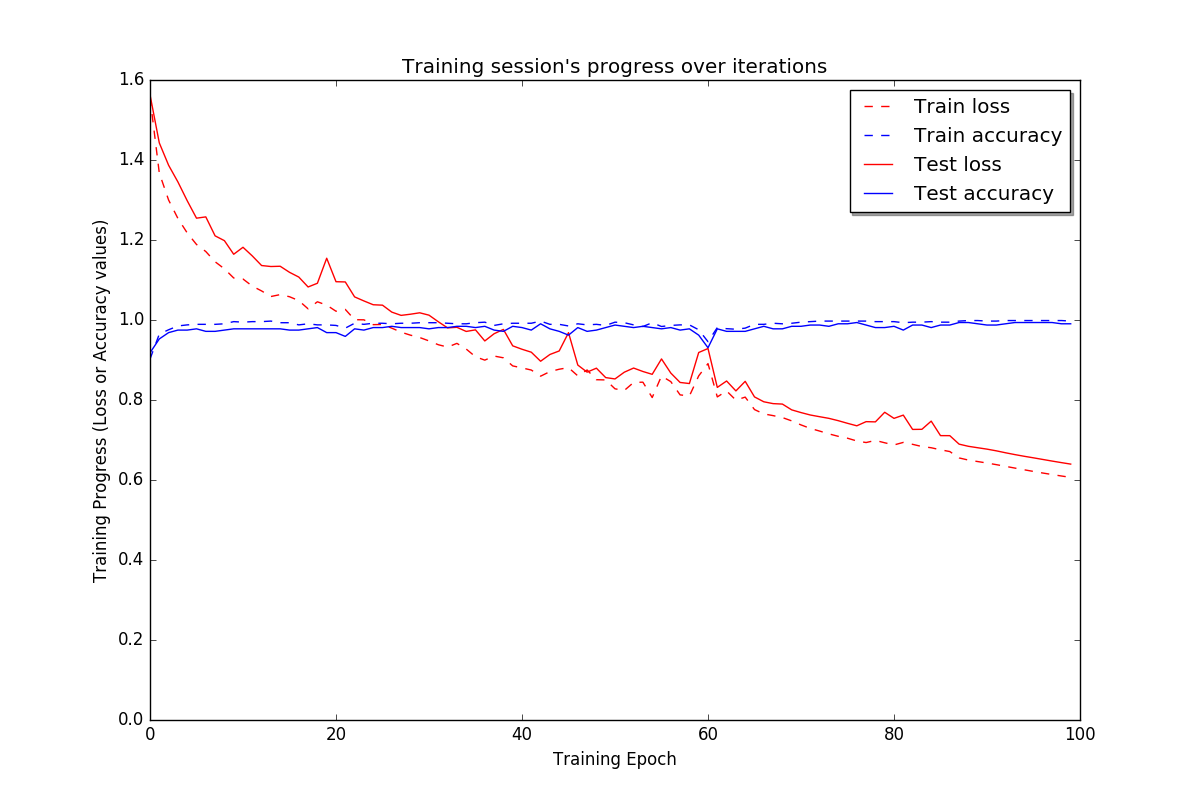 Training session's progress over iterations
Train loss
Train accuracy
Test loss
Test accuracy
Training Progress (Loss or Accuracy values)
1.6
1.4
1.2
1.0
0.8
0.6
0.4
0.2
0.0
0 20 40 60 80 100
Training Epoch